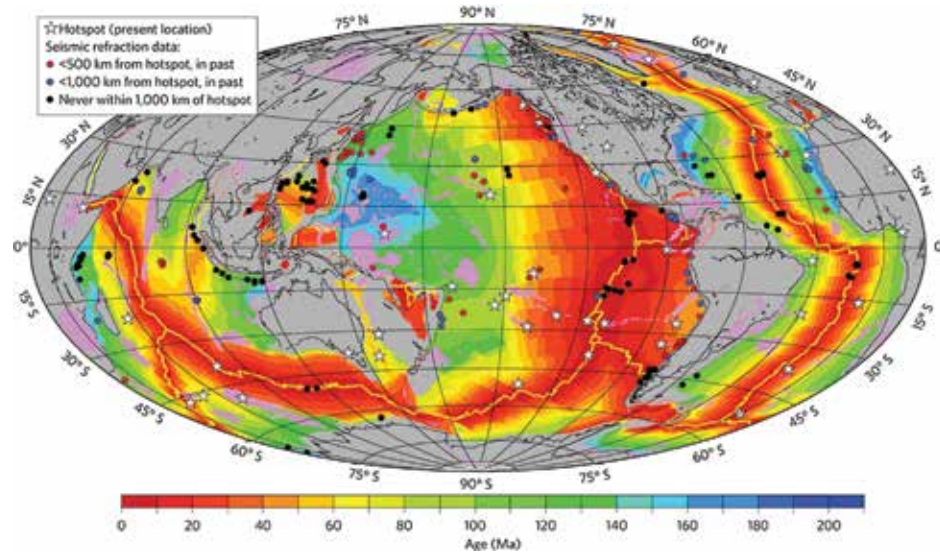 90° N
75° N
75° N
60° N
45° N
30° N
15° N
0°
15° S
30° S
45° S
60° S
75° S
90° S
75° S
60° S
45° S
30° S
15° S
0
30° N
15° N
☆Hotspot (present location)
Seismic refraction data:
<500 km from hotspot, in past
<1,000 km from hotspot, in past
Never within 1,000 km of hotspot
0 20 40 60 80 100 120 140 160 180 200
Age (Ma)